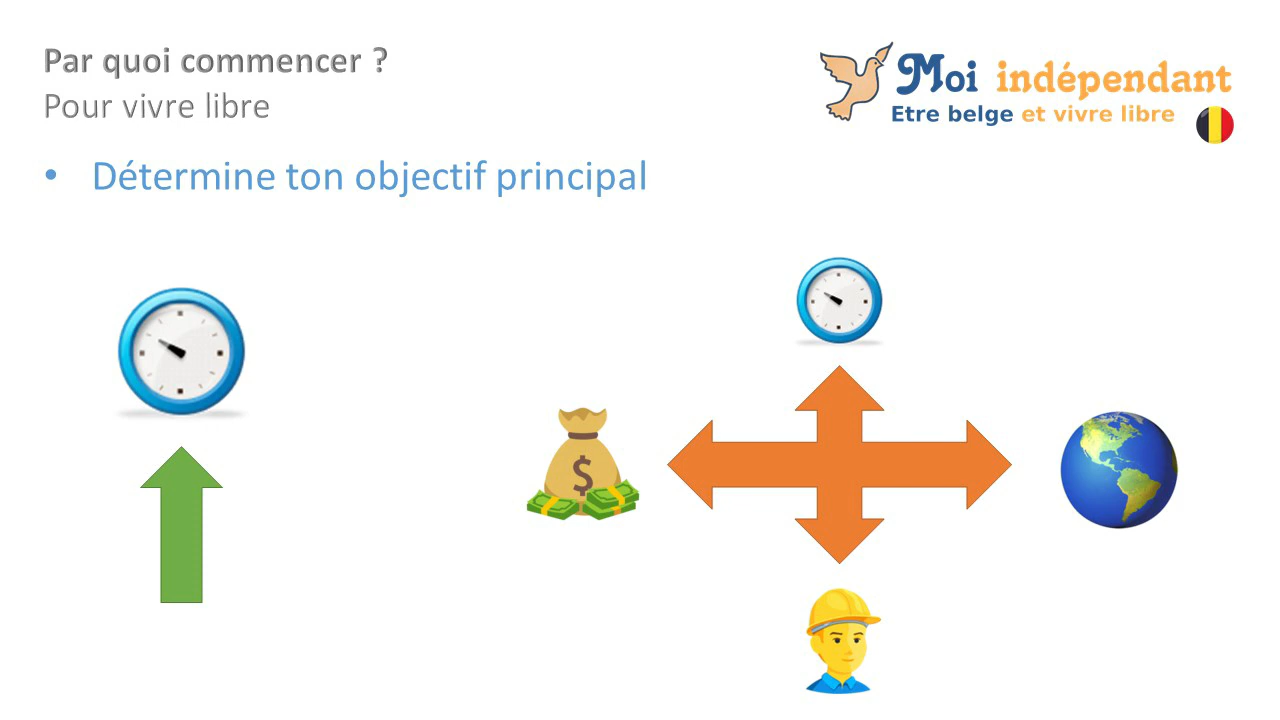 Par quoi commencer ?
Pour vivre libre
Moi indépendant
Etre belge et vivre libre
• Détermine ton objectif principal
$